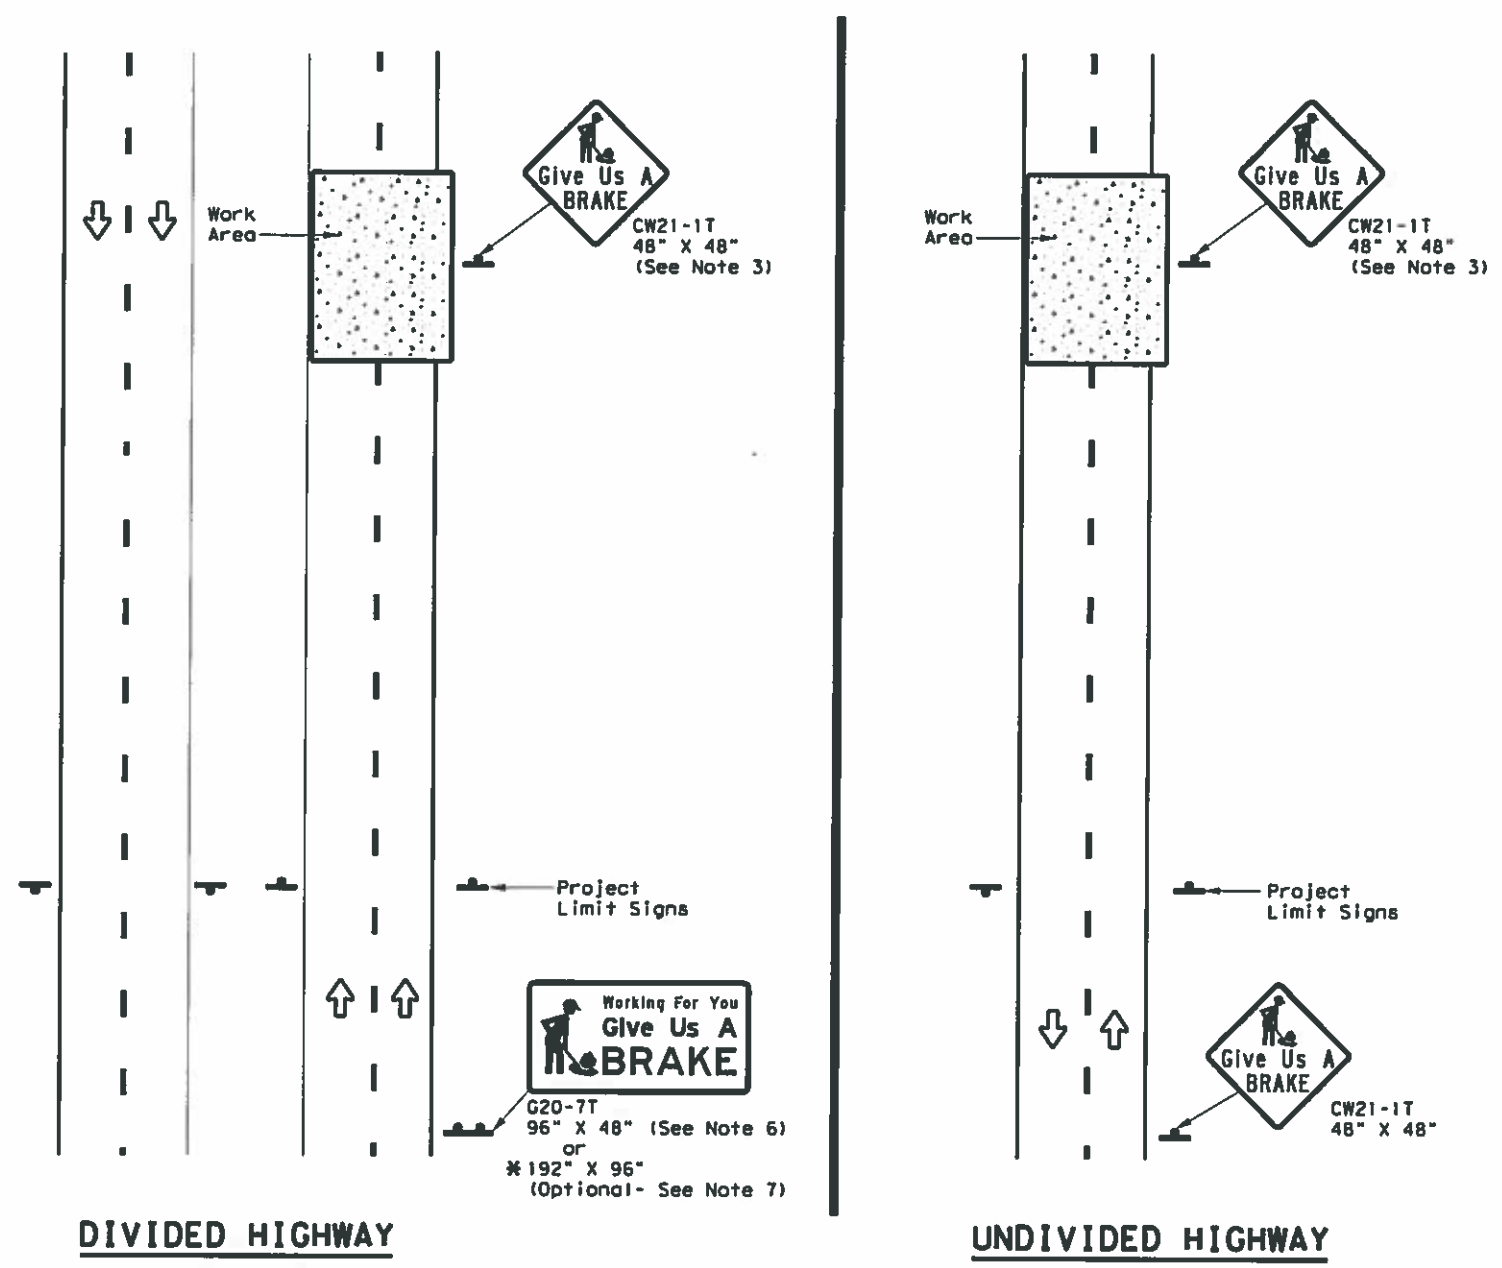 Give Us A
BRAKE
CW21-1T
48" X 48"
(See Note 3)
Work
Area
Project
Limit Signs
Working For You
Give Us A
BRAKE
G20-7T
96" X 48" (See Note 6)
or
* 192" X 96"
(Optional- See Note 7)
DIVIDED HIGHWAY
Give Us A
BRAKE
CW21-1T
48" X 48"
(See Note 3)
Work
Area
Project
Limit Signs
Give Us A
BRAKE
CW21-1T
48" X 48"
UNDIVIDED HIGHWAY